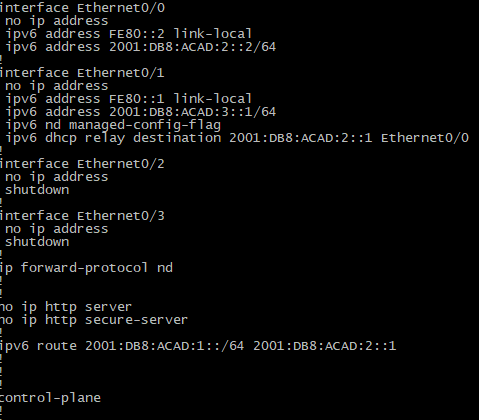 interface Ethernet0/0
 no ip address
 ipv6 address FE80::2 link-local
 ipv6 address 2001:DB8:ACAD:2::2/64
!
interface Ethernet0/1
 no ip address
 ipv6 address FE80::1 link-local
 ipv6 address 2001:DB8:ACAD:3::1/64
 ipv6 nd managed-config-flag
 ipv6 dhcp relay destination 2001:DB8:ACAD:2::1 Ethernet0/0
!
interface Ethernet0/2
 no ip address
 shutdown
!
interface Ethernet0/3
 no ip address
 shutdown
!
ip forward-protocol nd
!
!
no ip http server
no ip http secure-server
!
ipv6 route 2001:DB8:ACAD:1::/64 2001:DB8:ACAD:2::1
!
!
!
control-plane
!